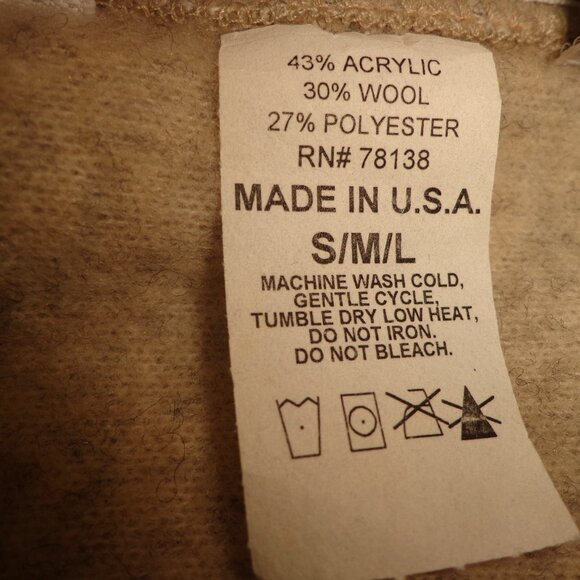 43% ACRYLIC
30% WOOL
27% POLYESTER
RN# 78138
MADE IN U.S.A.
S/M/L
MACHINE WASH COLD,
GENTLE CYCLE,
TUMBLE DRY LOW HEAT,
DO NOT IRON.
DO NOT BLEACH.